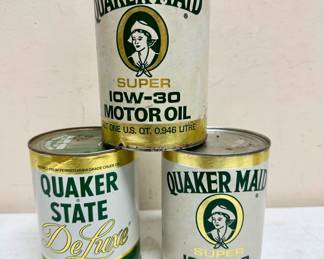 QUAKER MAID
SUPER
10W-30
MOTOR OIL
ONE U.S. QT. 0.946 LITRE
QUAKER
STATE
DeLuxe
QUAKER MAID
SUPER